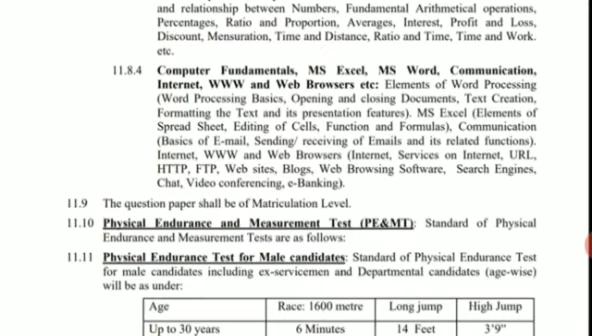 and relationship between Numbers, Fundamental Arithmetical operations,
Percentages, Ratio and Proportion, Averages, Interest, Profit and Loss,
Discount, Mensuration, Time and Distance, Ratio and Time, Time and Work.
etc.
11.8.4 Computer Fundamentals, MS Excel, MS Word, Communication,
Internet, WWW and Web Browsers etc: Elements of Word Processing
(Word Processing Basics, Opening and closing Documents, Text Creation,
Formatting the Text and its presentation features). MS Excel (Elements of
Spread Sheet, Editing of Cells, Function and Formulas), Communication
(Basics of E-mail, Sending/ receiving of Emails and its related functions).
Internet, WWW and Web Browsers (Internet, Services on Internet, URL,
HTTP, FTP, Web sites, Blogs, Web Browsing Software, Search Engines,
Chat, Video conferencing, e-Banking).
11.9 The question paper shall be of Matriculation Level.
11.10 Physical Endurance and Measurement Test (PE&MT): Standard of Physical
Endurance and Measurement Tests are as follows:
11.11 Physical Endurance Test for Male candidates: Standard of Physical Endurance Test
for male candidates including ex-servicemen and Departmental candidates (age-wise)
will be as under:
Age Race: 1600 metre Long jump High Jump
Up to 30 years 6 Minutes 14 Feet 3'9"